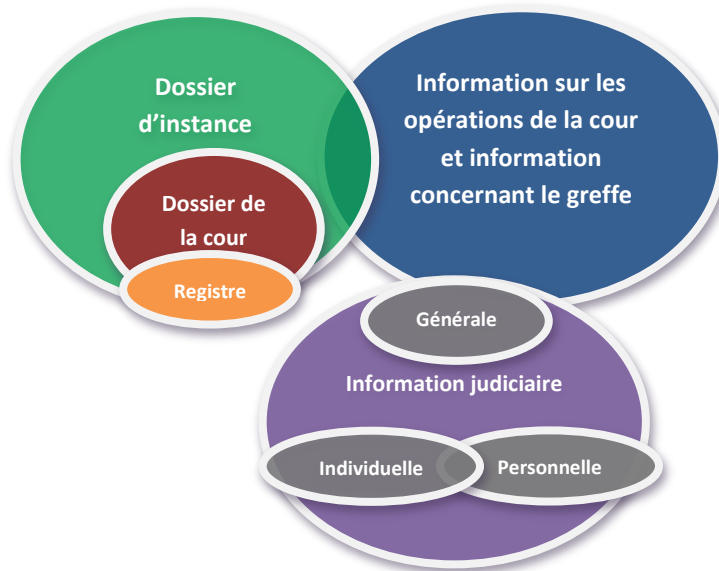 Dossier
d’instance
Information sur les
opérations de la cour
et information
concernant le greffe
Dossier de
la cour
Registre
Générale
Information judiciaire
Individuelle
Personnelle